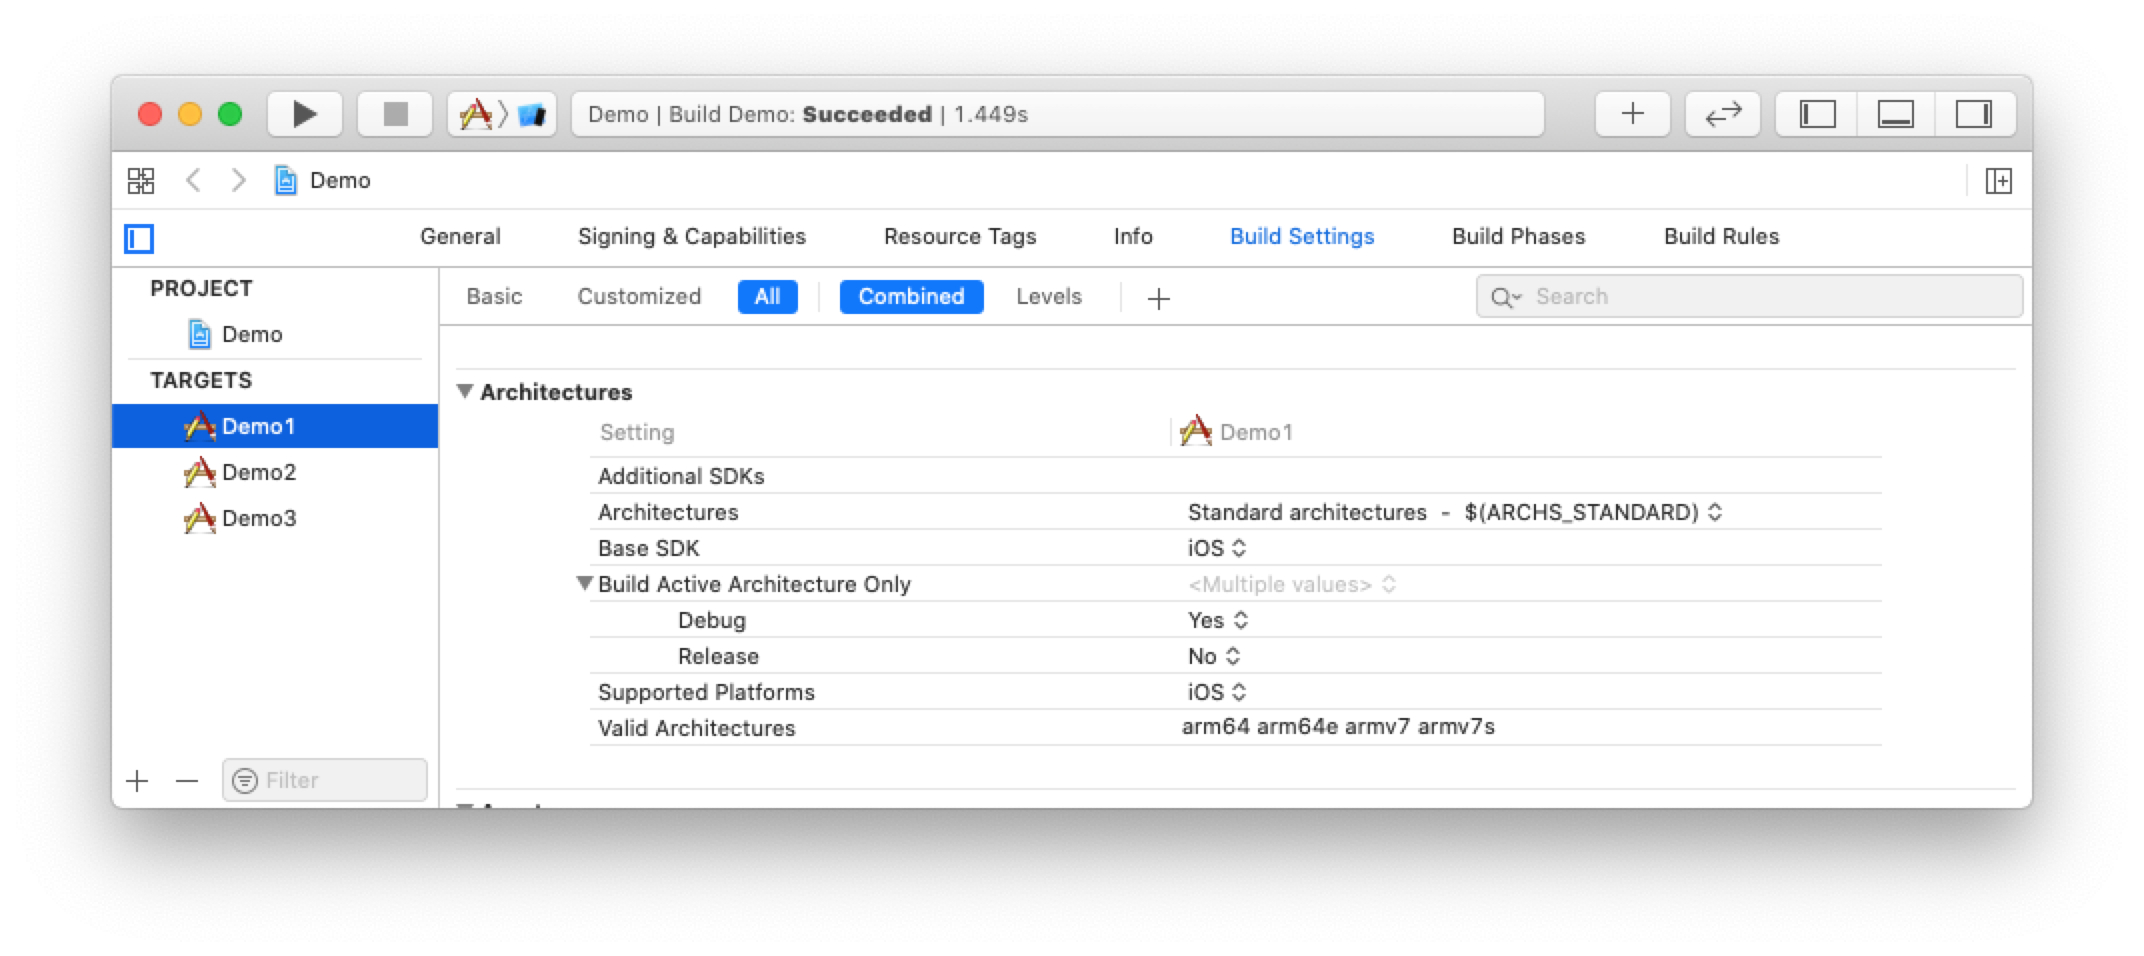 Demo | Build Demo: Succeeded | 1.449s
Demo
General Signing & Capabilities Resource Tags Info Build Settings Build Phases Build Rules
PROJECT
Demo
TARGETS
Demo1
Demo2
Demo3
Filter
Basic Customized All Combined Levels Search
Architectures
Setting Demo1
Additional SDKs
Architectures Standard architectures - $(ARCHS_STANDARD)
Base SDK iOS
Build Active Architecture Only <Multiple values>
Debug Yes
Release No
Supported Platforms iOS
Valid Architectures arm64 arm64e armv7 armv7s